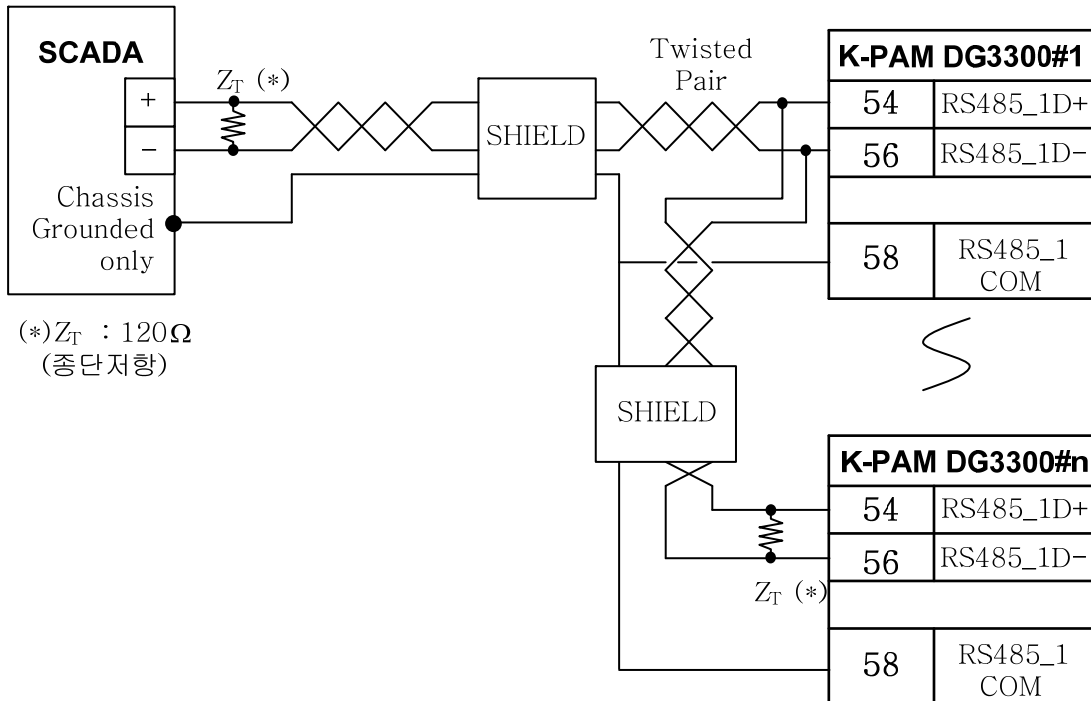 SCADA
+
−
Z_T (*)
Chassis
Grounded
only
(*)Z_T : 120Ω
(종단저항)
SHIELD
Twisted
Pair
K-PAM DG3300#1
54 RS485_1D+
56 RS485_1D-
58 RS485_1
COM
SHIELD
Z_T (*)
K-PAM DG3300#n
54 RS485_1D+
56 RS485_1D-
58 RS485_1
COM